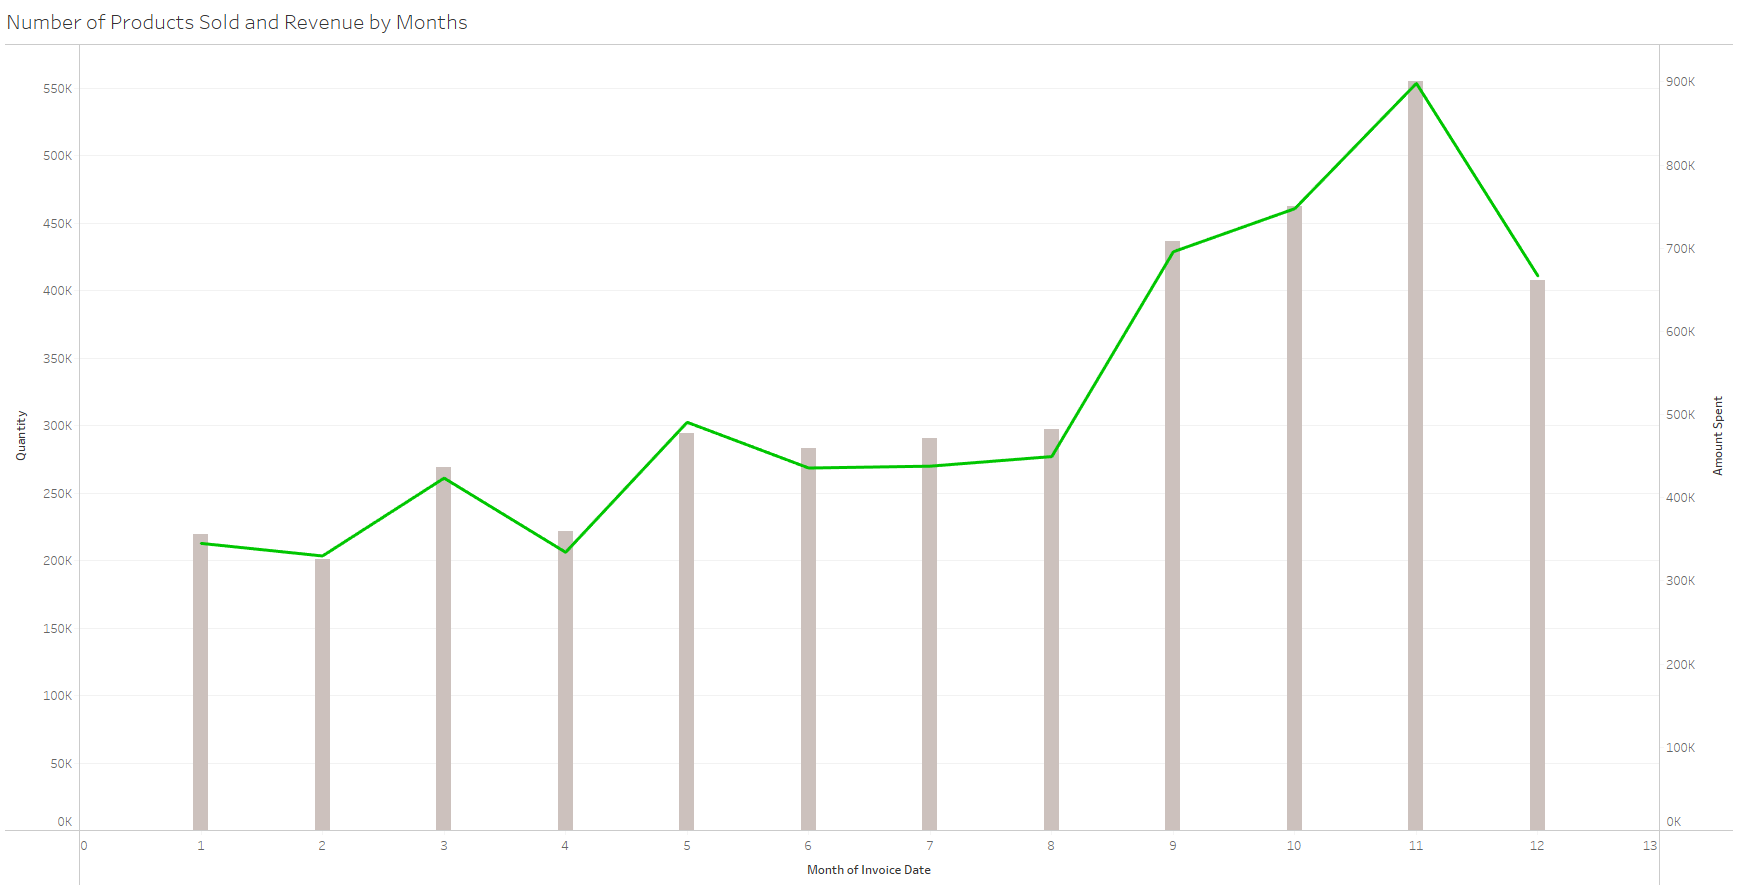 Number of Products Sold and Revenue by Months
550K
500K
450K
400K
350K
300K
250K
200K
150K
100K
50K
0K
Quantity
900K
800K
700K
600K
500K
400K
300K
200K
100K
0K
Amount Spent
0 1 2 3 4 5 6 7 8 9 10 11 12 13
Month of Invoice Date